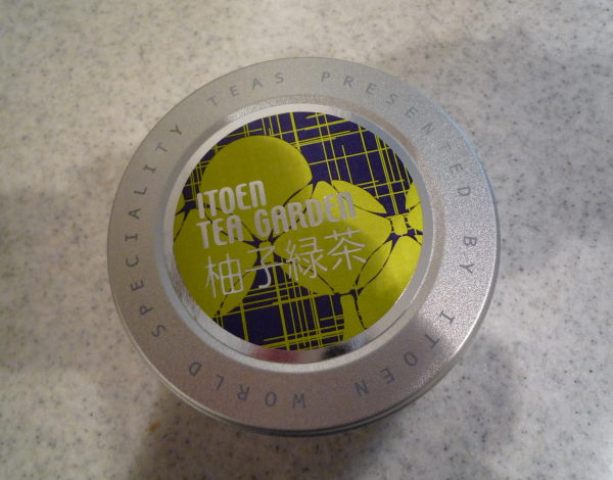 SPECIALITY TEAS PRESENTED BY ITOEN WORLD
ITOEN
TEA GARDEN
柚子緑茶